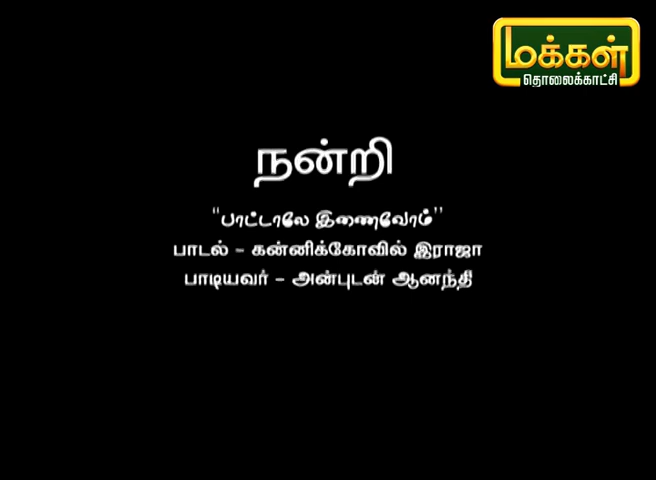 மக்கள்
தொலைக்காட்சி
நன்றி
“பாட்டாலே இணைவோம்”
பாடல் – கன்னிக்கோவில் இராஜா
பாடியவர் – அன்புடன் ஆனந்தி